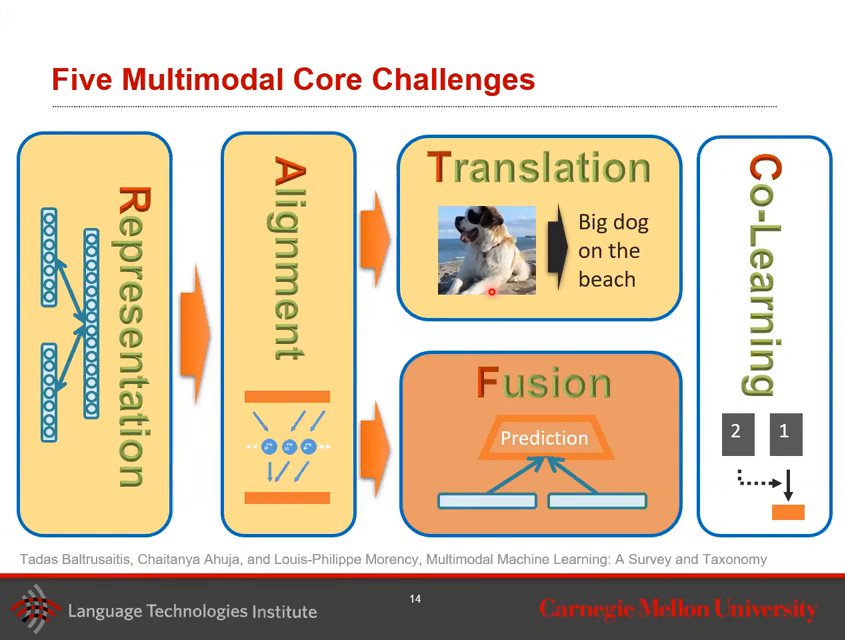 Five Multimodal Core Challenges
Representation
Alignment
Translation
Big dog
on the
beach
Fusion
Prediction
Co-Learning
2 1
Tadas Baltrusaitis, Chaitanya Ahuja, and Louis-Philippe Morency, Multimodal Machine Learning: A Survey and Taxonomy
Language Technologies Institute
14
Carnegie Mellon University